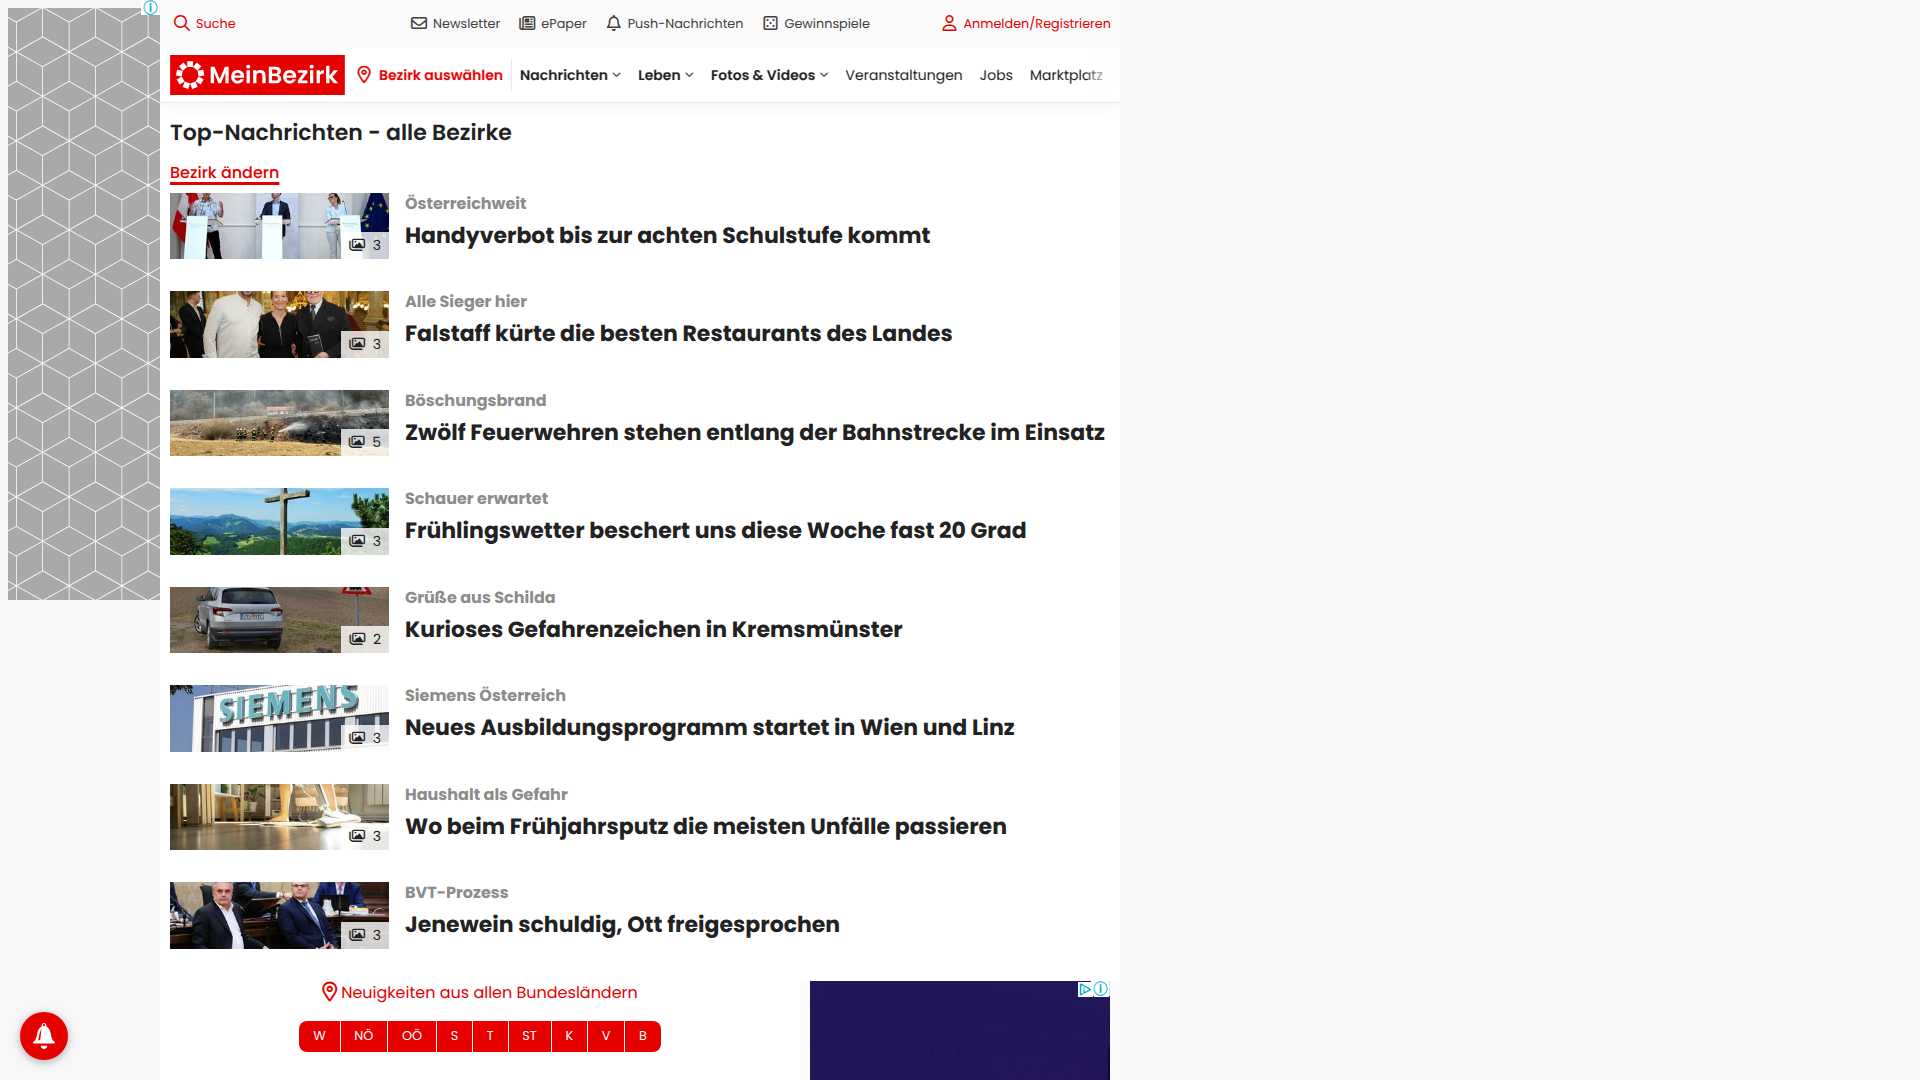 Suche
Newsletter
ePaper
Push-Nachrichten
Gewinnspiele
Anmelden/Registrieren
MeinBezirk
Bezirk auswählen
Nachrichten
Leben
Fotos & Videos
Veranstaltungen
Jobs
Marktplatz
Top-Nachrichten - alle Bezirke
Bezirk ändern
3
Österreichweit
Handyverbot bis zur achten Schulstufe kommt
3
Alle Sieger hier
Falstaff kürte die besten Restaurants des Landes
5
Böschungsbrand
Zwölf Feuerwehren stehen entlang der Bahnstrecke im Einsatz
3
Schauer erwartet
Frühlingswetter beschert uns diese Woche fast 20 Grad
2
Grüße aus Schilda
Kurioses Gefahrenzeichen in Kremsmünster
SIEMENS
3
Siemens Österreich
Neues Ausbildungsprogramm startet in Wien und Linz
3
Haushalt als Gefahr
Wo beim Frühjahrsputz die meisten Unfälle passieren
3
BVT-Prozess
Jenewein schuldig, Ott freigesprochen
Neuigkeiten aus allen Bundesländern
W NÖ OÖ S T ST K V B